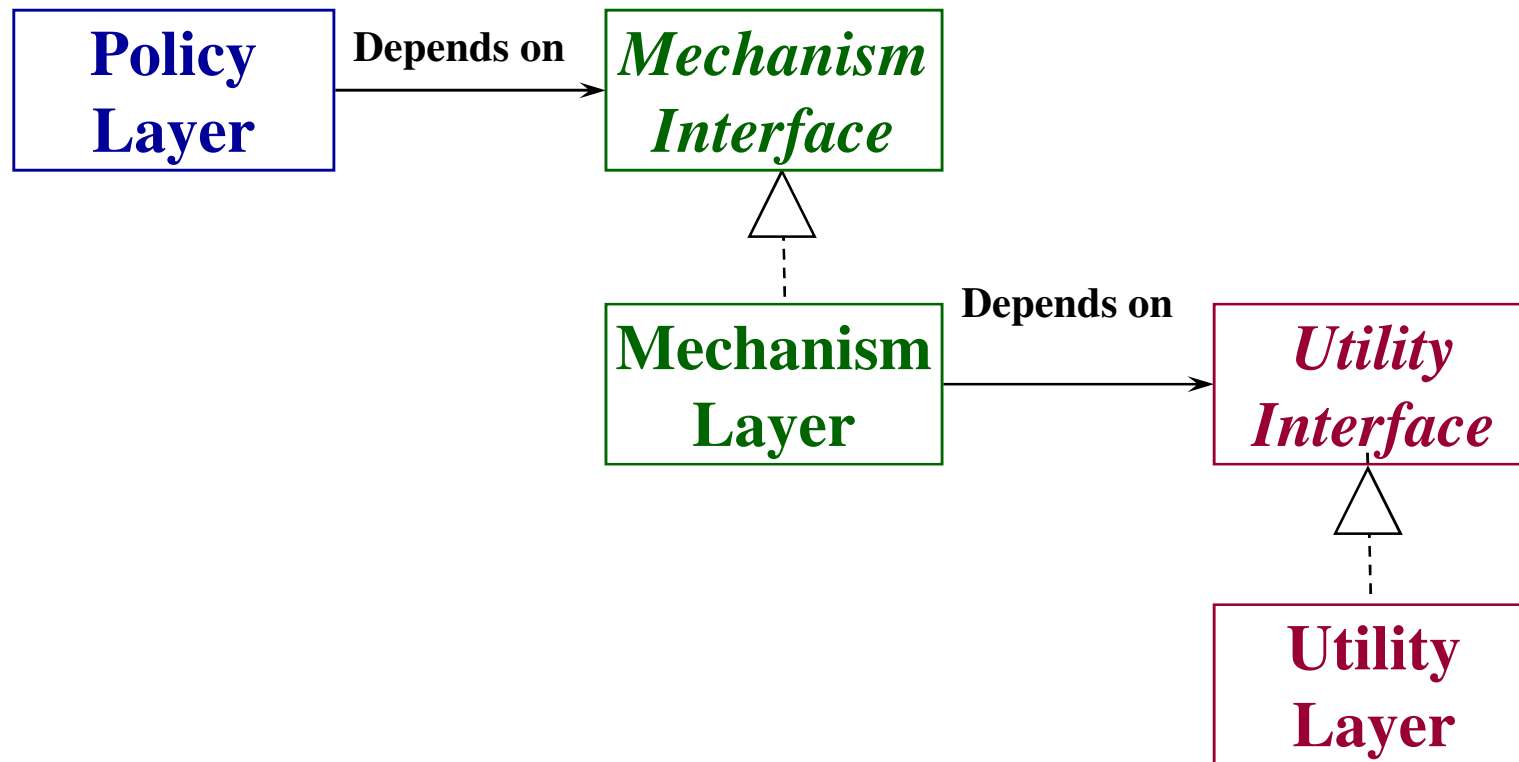 Policy
Layer
Depends on
Mechanism
Interface
Mechanism
Layer
Depends on
Utility
Interface
Utility
Layer